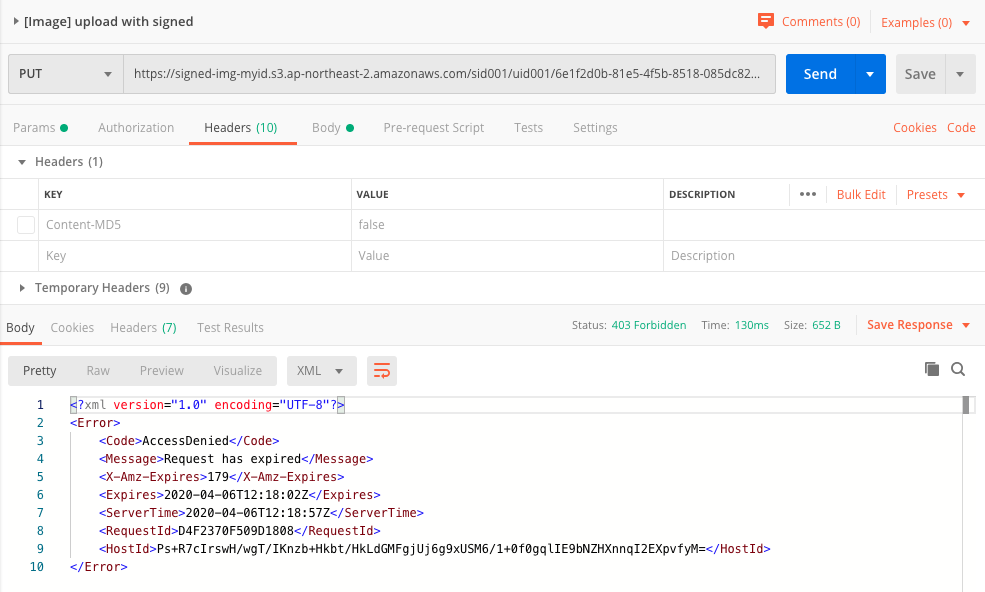 [Image] upload with signed
Comments (0) Examples (0)
PUT https://signed-img-myid.s3.ap-northeast-2.amazonaws.com/sid001/uid001/6e1f2d0b-81e5-4f5b-8518-085dc82... Send Save
Params Authorization Headers (10) Body Pre-request Script Tests Settings Cookies Code
Headers (1)
KEY VALUE DESCRIPTION ••• Bulk Edit Presets
Content-MD5 false
Key Value Description
Temporary Headers (9)
Body Cookies Headers (7) Test Results Status: 403 Forbidden Time: 130ms Size: 652 B Save Response
Pretty Raw Preview Visualize XML
1 <?xml version="1.0" encoding="UTF-8"?>
2 <Error>
3 <Code>AccessDenied</Code>
4 <Message>Request has expired</Message>
5 <X-Amz-Expires>179</X-Amz-Expires>
6 <Expires>2020-04-06T12:18:02Z</Expires>
7 <ServerTime>2020-04-06T12:18:57Z</ServerTime>
8 <RequestId>D4F2370F509D1808</RequestId>
9 <HostId>Ps+R7cIrswH/wgT/IKnzb+Hkbt/HkLdGMFgjUj6g9xUSM6/1+0f0gqlIE9bNZHXnnqI2EXpvfyM=</HostId>
10 </Error>